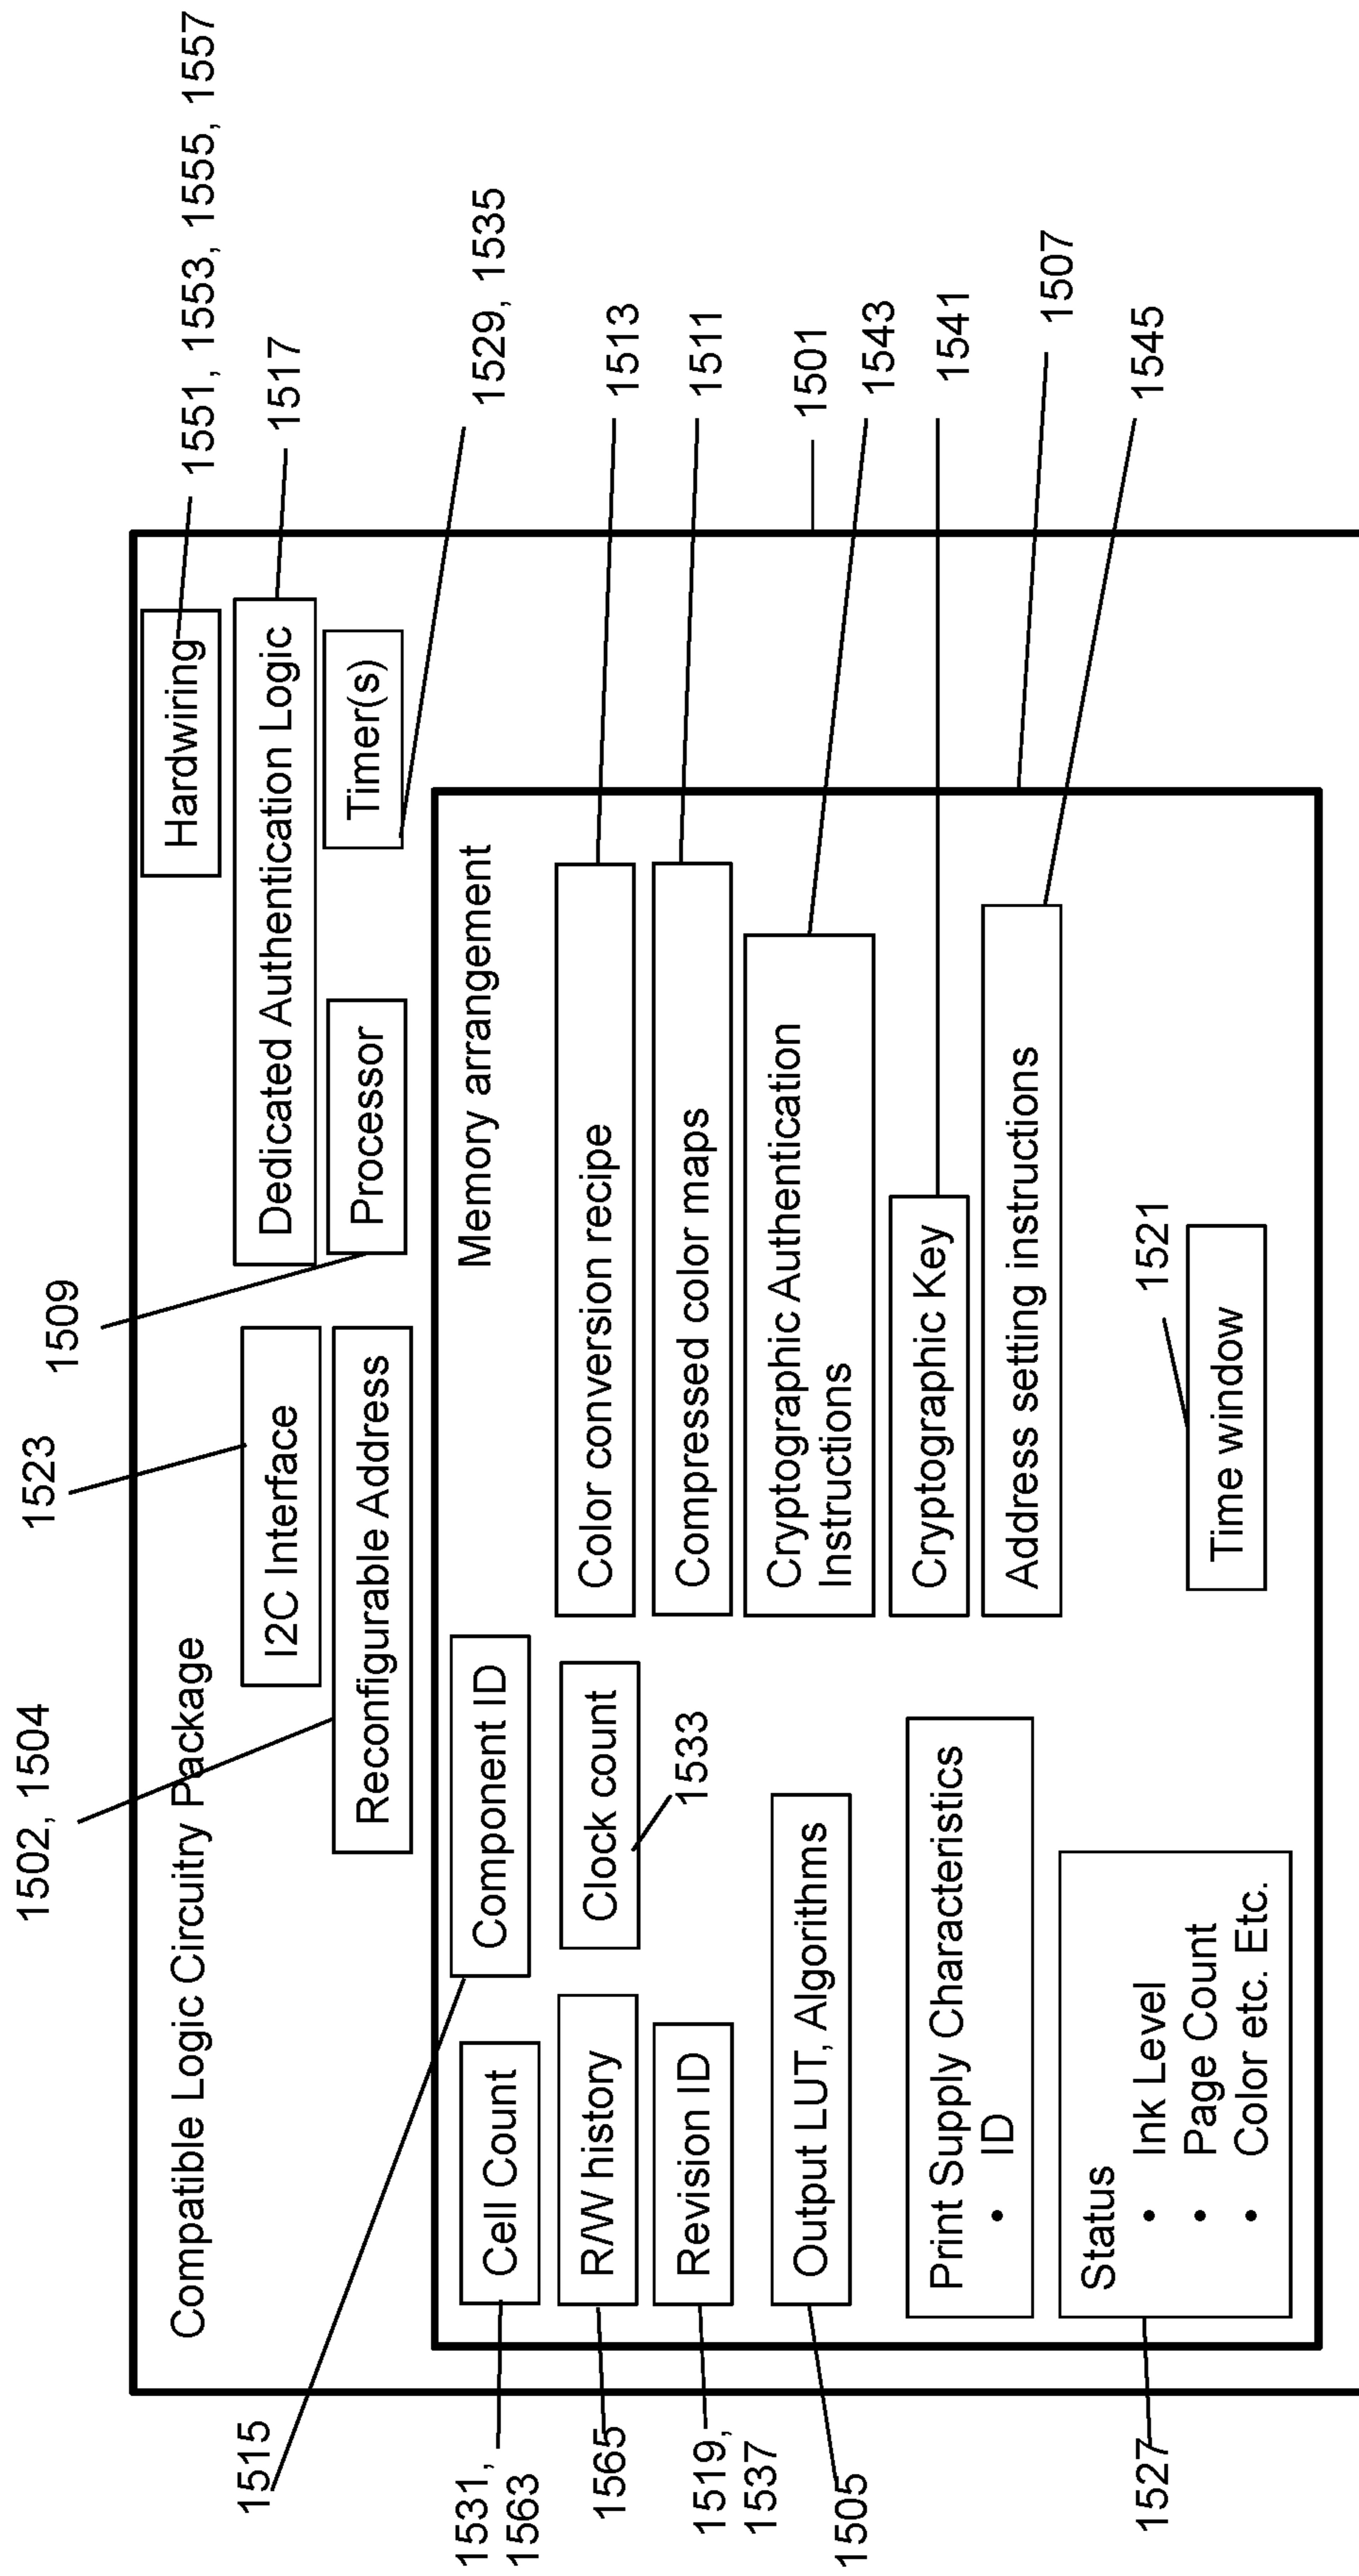 1502, 1504
1523
1509
Compatible Logic Circuitry Package
Hardwiring
1551, 1553, 1555, 1557
I2C Interface
Dedicated Authentication Logic
1517
Reconfigurable Address
Processor
Timer(s)
1529, 1535
1515
Memory arrangement
1531,
1563
Cell Count
Component ID
1565
R/W history
Clock count
Color conversion recipe
1513
1519,
1537
Revision ID
1533
Compressed color maps
1511
1505
Output LUT, Algorithms
Cryptographic Authentication
Instructions
1501
1543
Print Supply Characteristics
• ID
Cryptographic Key
1541
Address setting instructions
1507
1527
Status
• Ink Level
• Page Count
• Color etc. Etc.
1521
Time window
1545